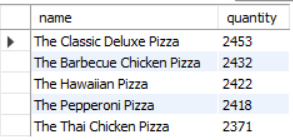 name quantity
The Classic Deluxe Pizza 2453
The Barbecue Chicken Pizza 2432
The Hawaiian Pizza 2422
The Pepperoni Pizza 2418
The Thai Chicken Pizza 2371